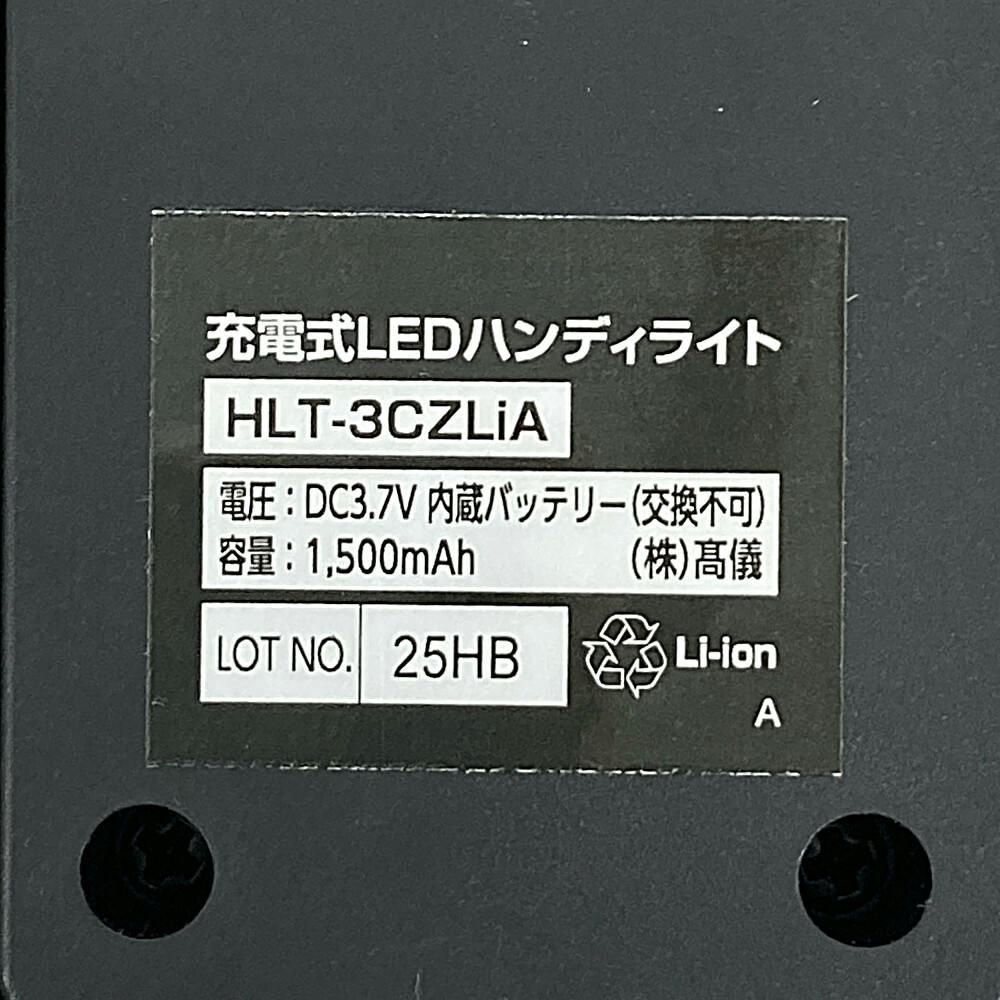 充電式LEDハンディライト
HLT-3CZLiA
電圧：DC3.7V 内蔵バッテリー(交換不可)
容量：1,500mAh (株)髙儀
LOT NO. 25HB Li-ion
A